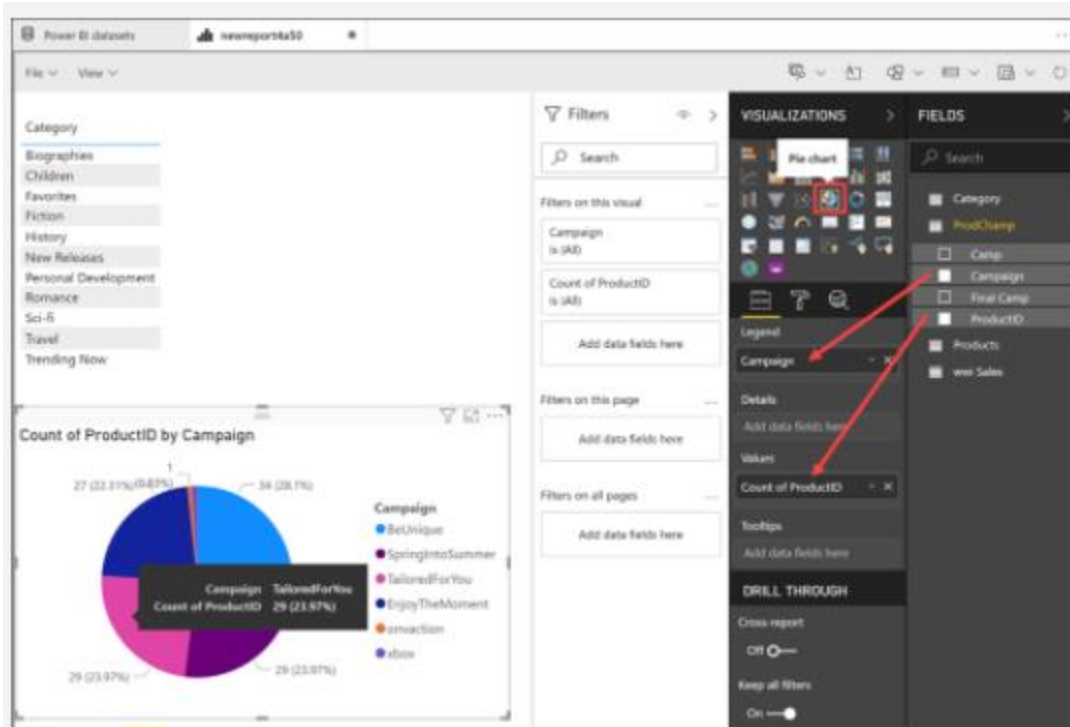 Power BI datasets
newreport4a50
File
View
Category
Biographies
Children
Favorites
Fiction
History
New Releases
Personal Development
Romance
Sci-fi
Travel
Trending Now
Count of ProductID by Campaign
1
27 (22.31%)
34 (28.1%)
29 (23.97%)
29 (23.97%)
Campaign TailoredForYou
Count of ProductID 29 (23.97%)
Campaign
BeUnique
SpringIntoSummer
TailoredForYou
EnjoyTheMoment
xbox
Filters
Search
Filters on this visual
Campaign
is (All)
Count of ProductID
is (All)
Add data fields here
Filters on this page
Add data fields here
Filters on all pages
Add data fields here
VISUALIZATIONS
Pie chart
Legend
Campaign
Details
Add data fields here
Values
Count of ProductID
Tooltips
Add data fields here
DRILL THROUGH
Cross-report
Off
Keep all filters
On
FIELDS
Search
Category
ProdChamp
Camp
Campaign
Final Camp
ProductID
Products
wwi Sales